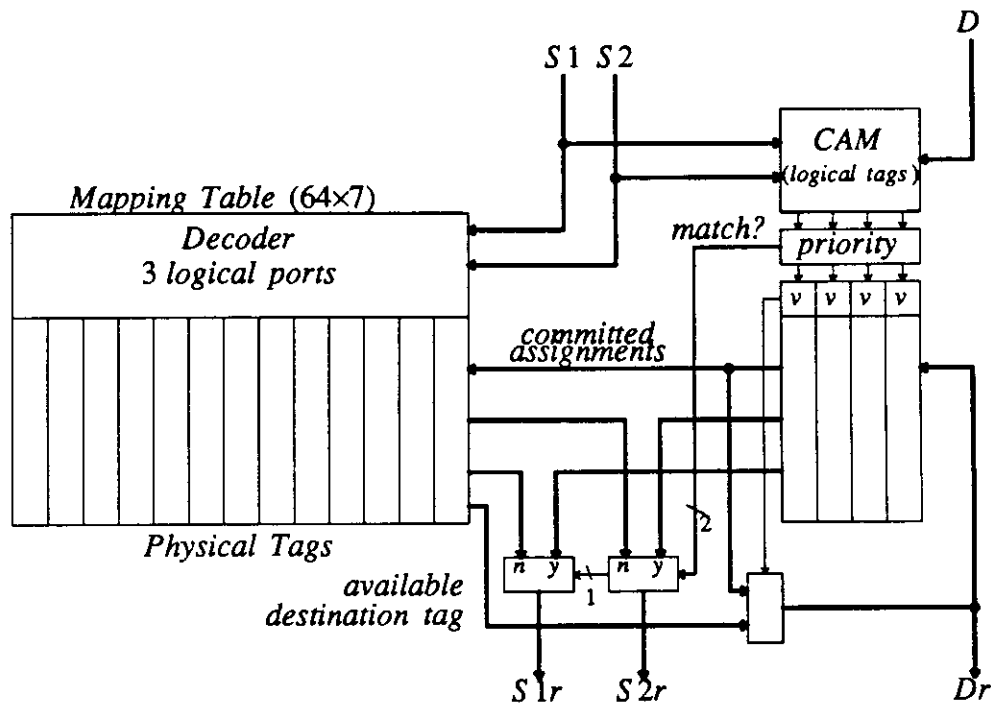 D
S1 S2
CAM
(logical tags)
Mapping Table (64×7)
Decoder
3 logical ports
match?
priority
v v v v
committed
assignments
2
Physical Tags
n y n y
1
available
destination tag
S1r S2r Dr